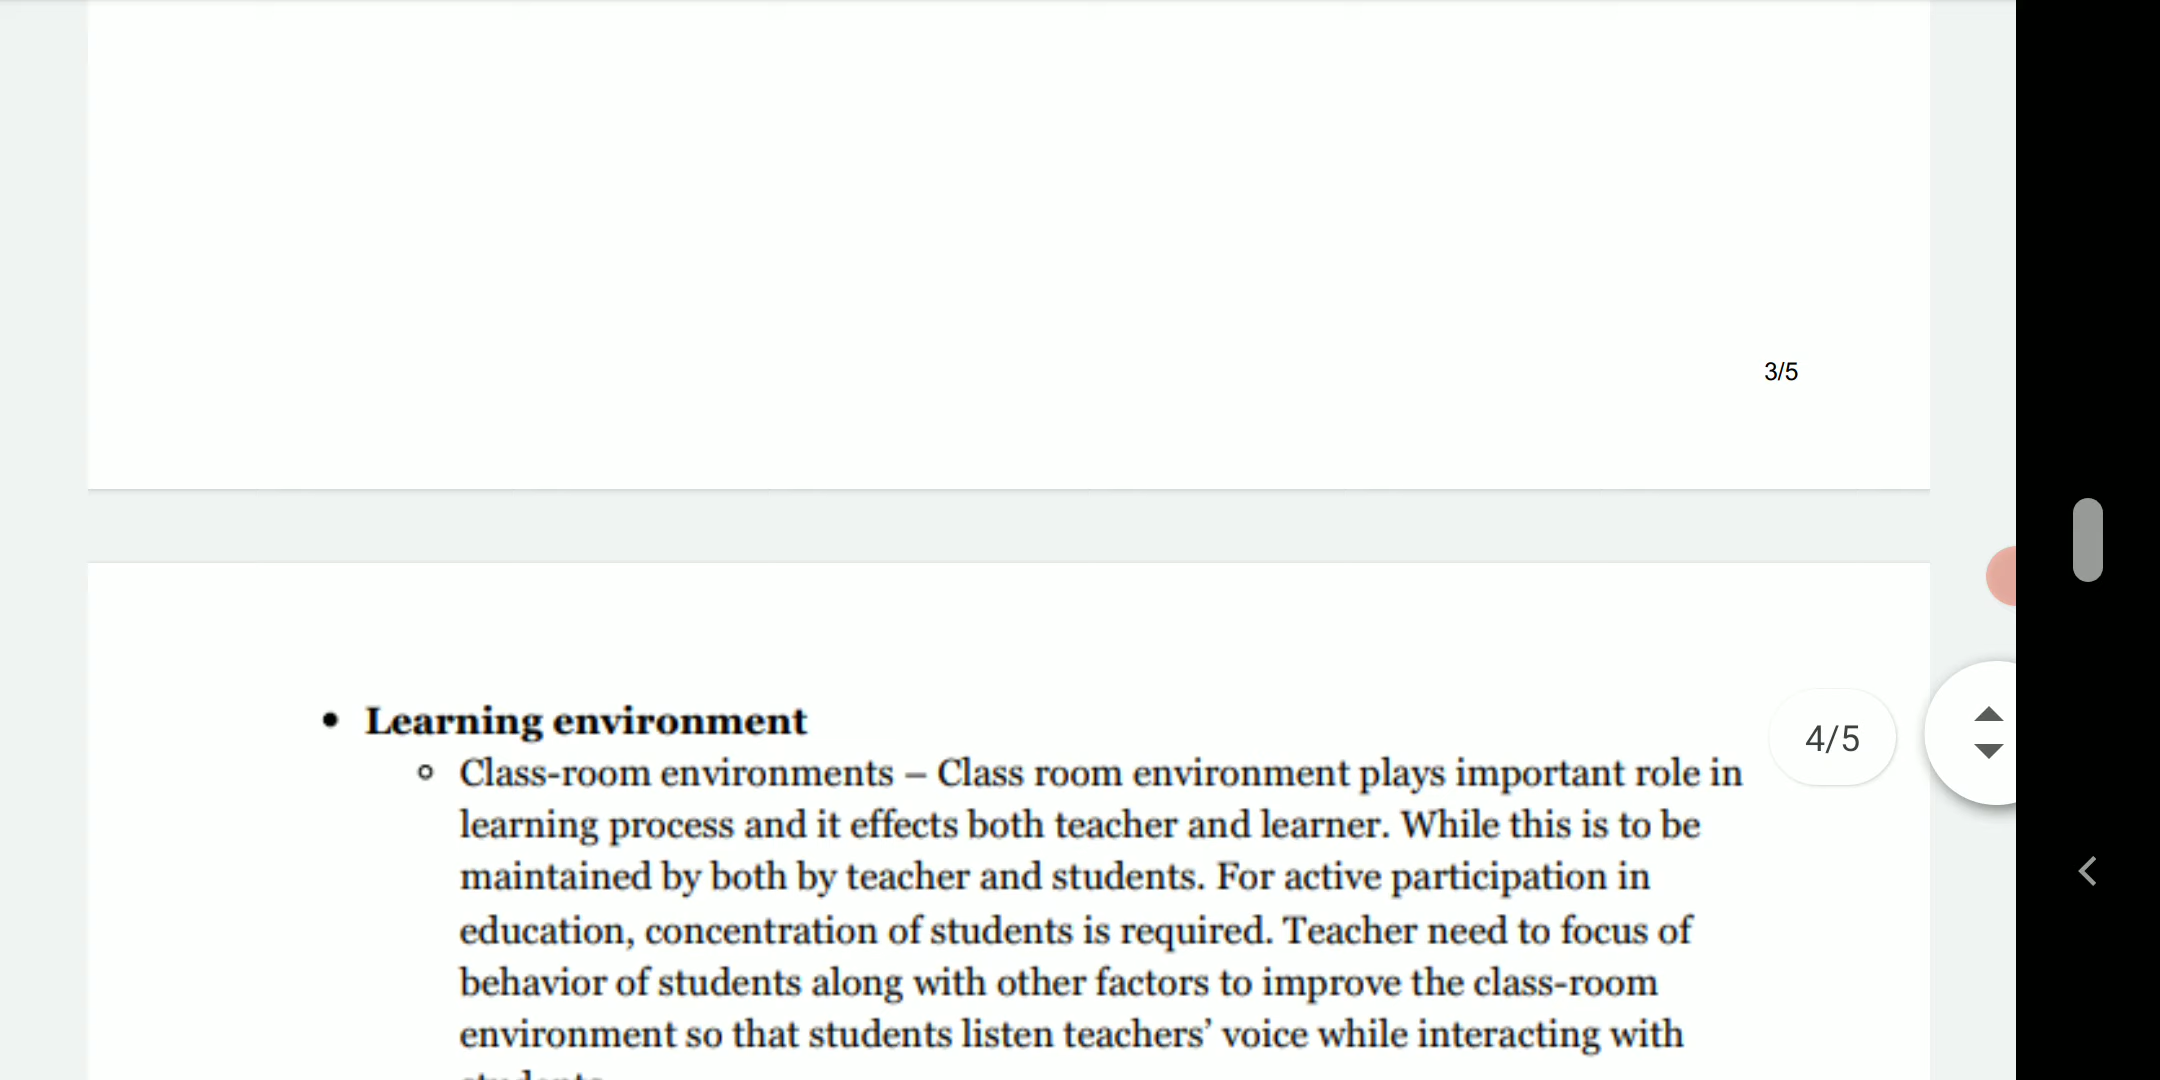 3/5
• Learning environment
4/5
o Class-room environments – Class room environment plays important role in
learning process and it effects both teacher and learner. While this is to be
maintained by both by teacher and students. For active participation in
education, concentration of students is required. Teacher need to focus of
behavior of students along with other factors to improve the class-room
environment so that students listen teachers’ voice while interacting with